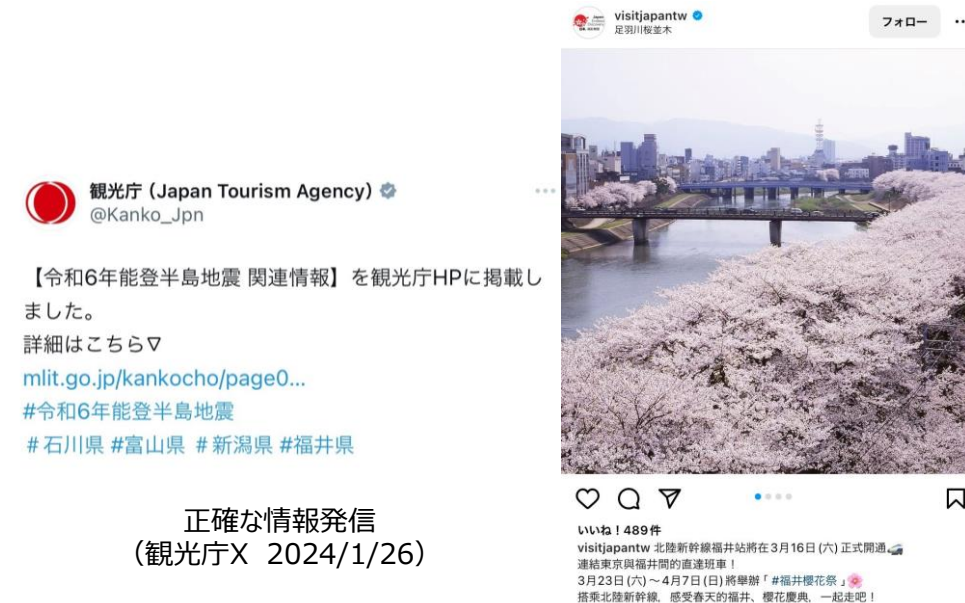 観光庁（Japan Tourism Agency）
@Kanko_Jpn
【令和6年能登半島地震 関連情報】を観光庁HPに掲載し
ました。
詳細はこちら▽
mlit.go.jp/kankocho/page0...
#令和6年能登半島地震
＃石川県 #富山県 ＃新潟県 #福井県
正確な情報発信
（観光庁X 2024/1/26）
visitjapantw
足羽川桜並木
フォロー
いいね！489件
visitjapantw 北陸新幹線福井站將在3月16日(六)正式開通🚄
連結東京與福井間的直達班車！
3月23日(六)～4月7日(日)將舉辦「#福井櫻花祭」🌸
搭乘北陸新幹線，感受春天的福井、櫻花慶典，一起走吧！